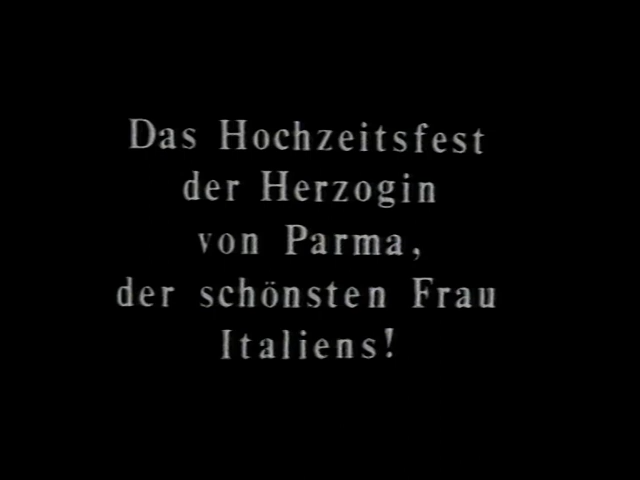 Das Hochzeitsfest
der Herzogin
von Parma,
der schönsten Frau
Italiens!